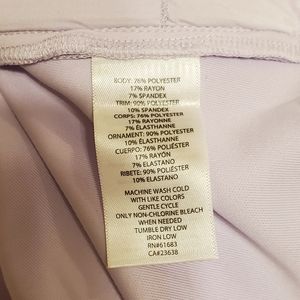 BODY: 76% POLYESTER
17% RAYON
7% SPANDEX
TRIM: 90% POLYESTER
10% SPANDEX
CORPS: 76% POLYESTER
17% RAYONNE
7% ÉLASTHANNE
ORNAMENT: 90% POLYESTER
10% ÉLASTHANNE
CUERPO: 76% POLIÉSTER
17% RAYÓN
7% ELASTANO
RIBETE: 90% POLIÉSTER
10% ELASTANO
MACHINE WASH COLD
WITH LIKE COLORS
GENTLE CYCLE
ONLY NON-CHLORINE BLEACH
WHEN NEEDED
TUMBLE DRY LOW
IRON LOW
RN#61683
CA#23638